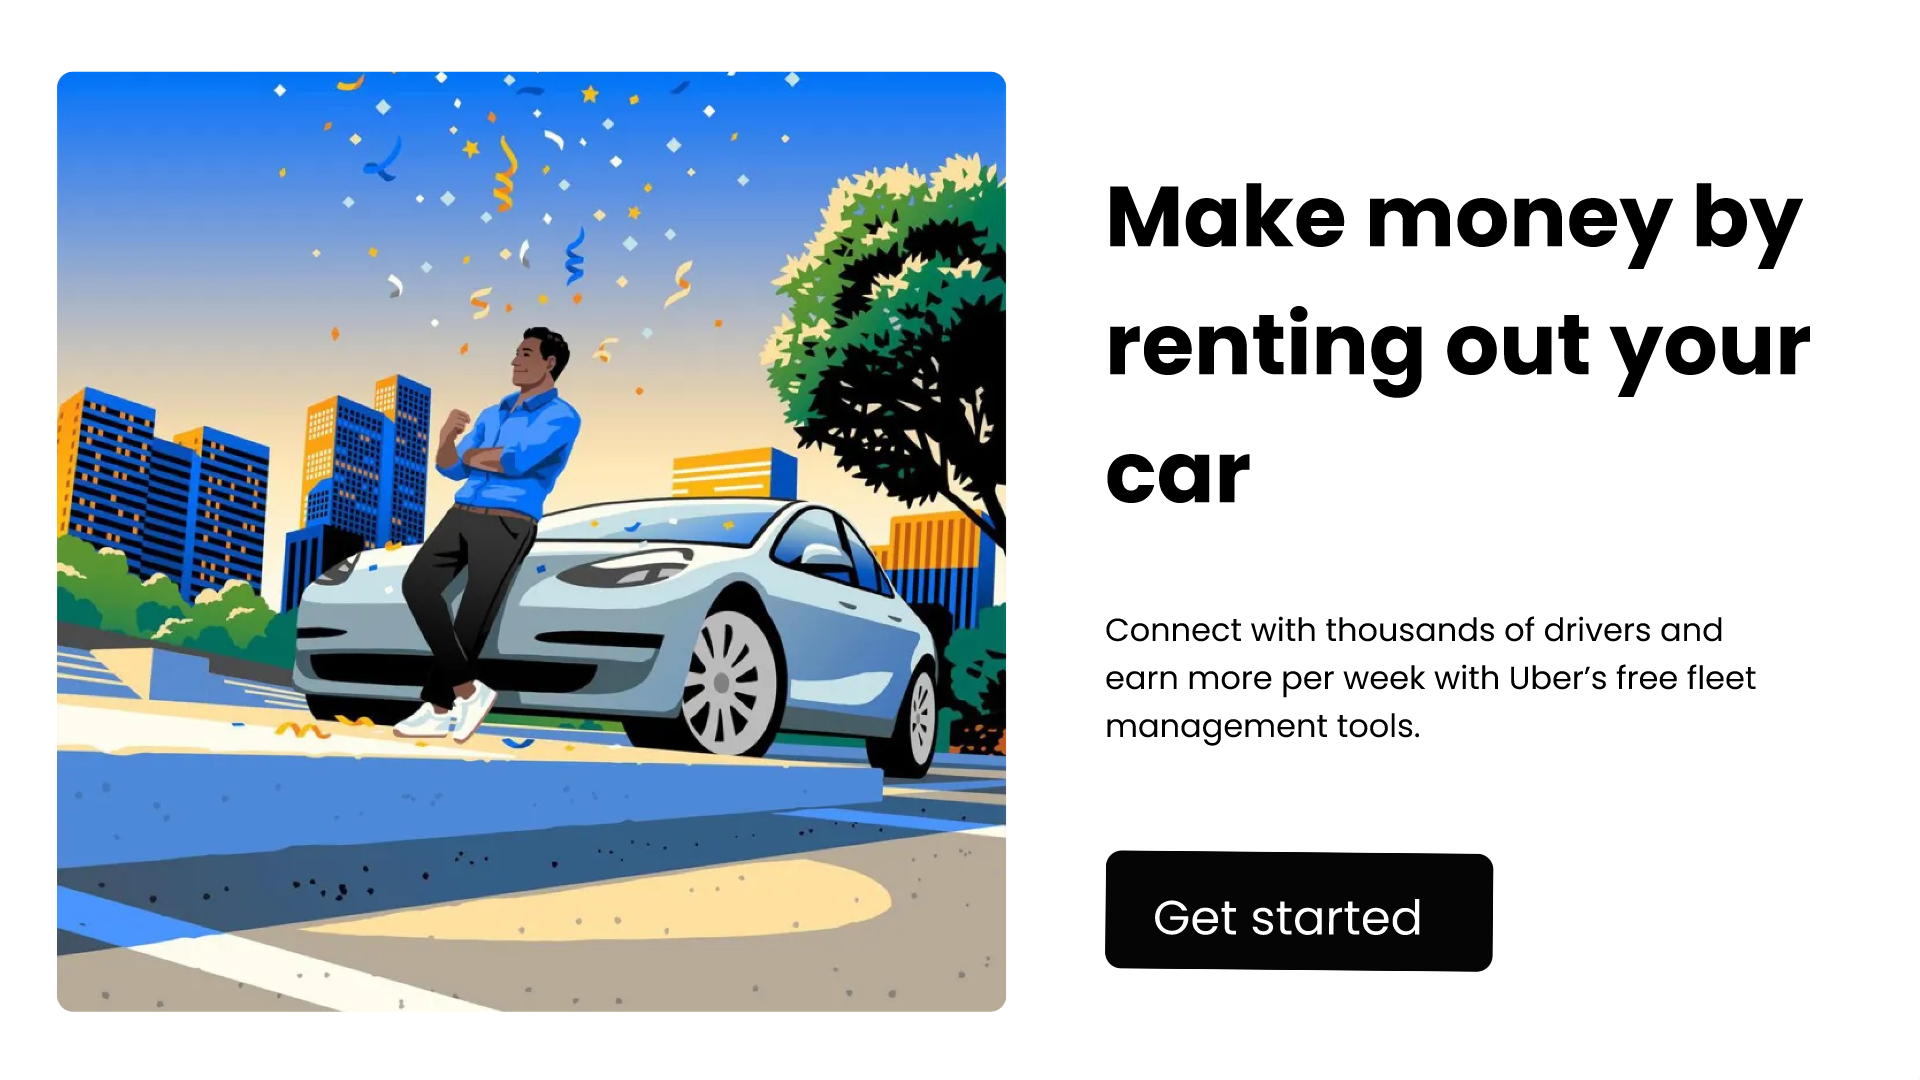 Make money by
renting out your
car
Connect with thousands of drivers and
earn more per week with Uber’s free fleet
management tools.
Get started